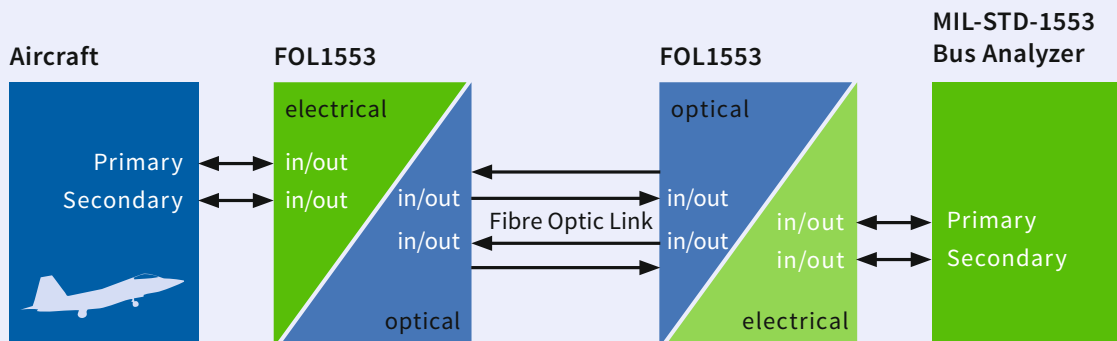 Aircraft
FOL1553
FOL1553
MIL-STD-1553
Bus Analyzer
electrical
Primary
in/out
Secondary
in/out
in/out
in/out
optical
Fibre Optic Link
optical
in/out
in/out
in/out
in/out
electrical
Primary
Secondary